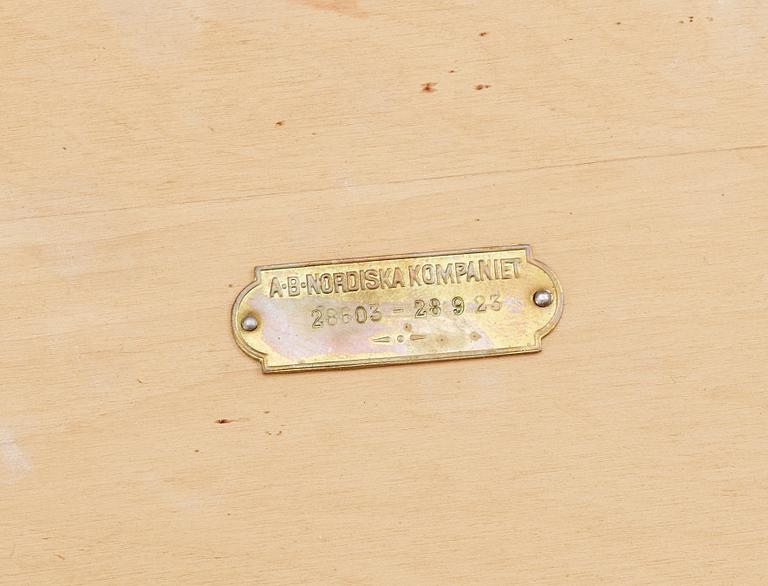 A·B·NORDISKA KOMPANIET
28603 - 28 9 23